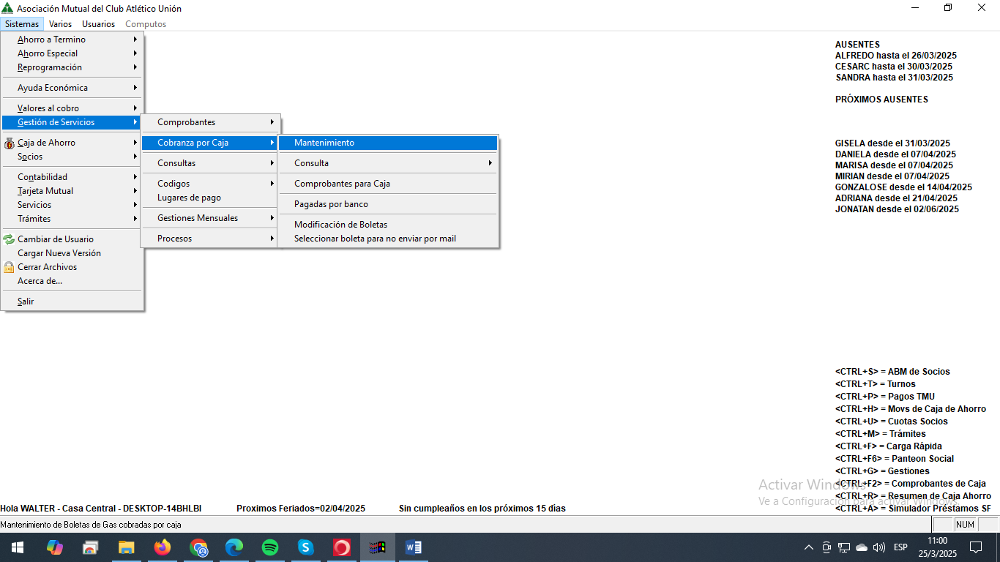 Asociación Mutual del Club Atlético Unión
Sistemas Varios Usuarios Computos
Ahorro a Termino
Ahorro Especial
Reprogramación
Ayuda Económica
Valores al cobro
Gestión de Servicios
Caja de Ahorro
Socios
Contabilidad
Tarjeta Mutual
Servicios
Trámites
Cambiar de Usuario
Cargar Nueva Versión
Cerrar Archivos
Acerca de...
Salir
Comprobantes
Cobranza por Caja
Consultas
Codigos
Lugares de pago
Gestiones Mensuales
Procesos
Mantenimiento
Consulta
Comprobantes para Caja
Pagadas por banco
Modificación de Boletas
Seleccionar boleta para no enviar por mail
AUSENTES
ALFREDO hasta el 26/03/2025
CESARC hasta el 30/03/2025
SANDRA hasta el 31/03/2025
PRÓXIMOS AUSENTES
GISELA desde el 31/03/2025
DANIELA desde el 07/04/2025
MARISA desde el 07/04/2025
MIRIAN desde el 07/04/2025
GONZALOSE desde el 14/04/2025
ADRIANA desde el 21/04/2025
JONATAN desde el 02/06/2025
<CTRL+S> = ABM de Socios
<CTRL+T> = Turnos
<CTRL+P> = Pagos TMU
<CTRL+H> = Movs de Caja de Ahorro
<CTRL+U> = Cuotas Socios
<CTRL+M> = Trámites
<CTRL+F> = Carga Rápida
<CTRL+F6> = Panteon Social
<CTRL+G> = Gestiones
<CTRL+F2> = Comprobantes de Caja
<CTRL+R> = Resumen de Caja Ahorro
<CTRL+A> = Simulador Préstamos SF
Activar Windows
Ve a Configuración para activar Windows.
Hola WALTER - Casa Central - DESKTOP-14BHLBI Proximos Feriados=02/04/2025 Sin cumpleaños en los próximos 15 dias
Mantenimiento de Boletas de Gas cobradas por caja
NUM
ESP
11:00
25/3/2025